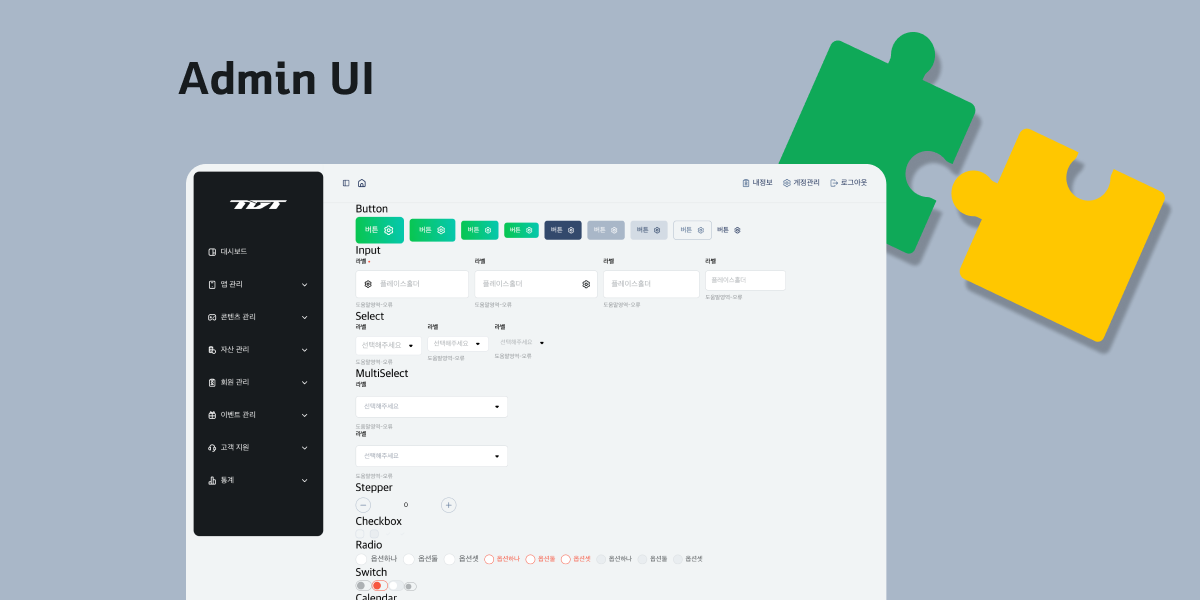 Admin UI
TDT
내정보 계정관리 로그아웃
대시보드
앱 관리
콘텐츠 관리
자산 관리
회원 관리
이벤트 관리
고객 지원
통계
Button
버튼 버튼 버튼 버튼 버튼 버튼 버튼 버튼 버튼
Input
라벨 • 라벨 라벨 라벨
플레이스홀더 플레이스홀더 플레이스홀더 플레이스홀더
도움말영역-오류 도움말영역-오류 도움말영역-오류 도움말영역-오류
Select
라벨 라벨 라벨
선택해주세요 선택해주세요 선택해주세요
도움말영역-오류 도움말영역-오류 도움말영역-오류
MultiSelect
라벨
선택해주세요
도움말영역-오류
라벨
선택해주세요
도움말영역-오류
Stepper
0
Checkbox
Radio
옵션하나 옵션둘 옵션셋 옵션하나 옵션둘 옵션셋 옵션하나 옵션둘 옵션셋
Switch
Calendar